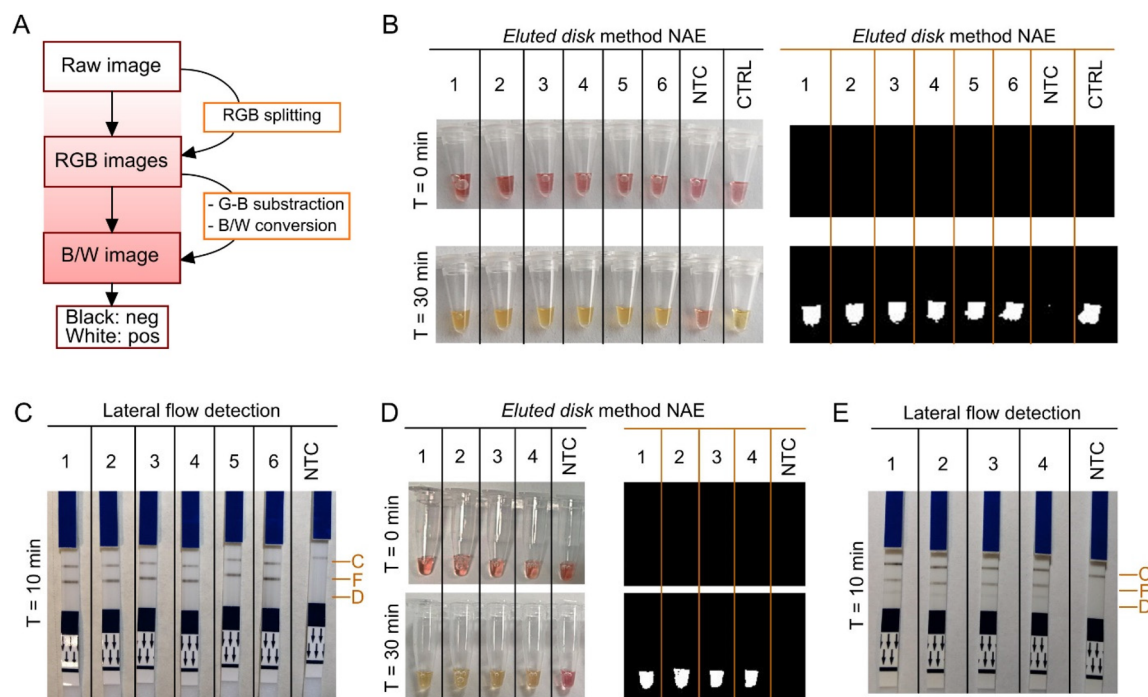 A
Raw image
RGB splitting
RGB images
- G-B substraction
- B/W conversion
B/W image
Black: neg
White: pos
B
Eluted disk method NAE
1 2 3 4 5 6 NTC CTRL
T = 0 min
T = 30 min
Eluted disk method NAE
1 2 3 4 5 6 NTC CTRL
C
Lateral flow detection
1 2 3 4 5 6 NTC
T = 10 min
C
F
D
D
Eluted disk method NAE
1 2 3 4 NTC
T = 0 min
T = 30 min
1 2 3 4 NTC
E
Lateral flow detection
1 2 3 4 NTC
T = 10 min
C
F
D